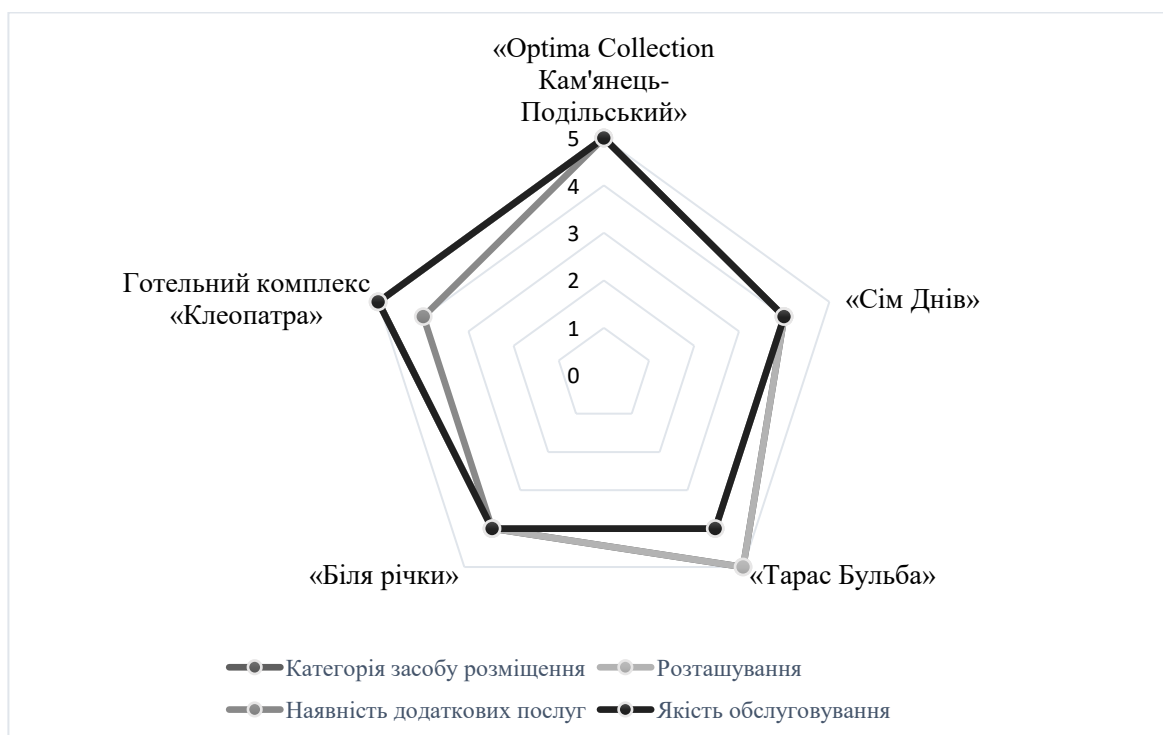 «Optima Collection
Кам'янець-
Подільський»
5
4
3
2
1
0
Готельний комплекс
«Клеопатра»
«Сім Днів»
«Біля річки»
«Тарас Бульба»
Категорія засобу розміщення
Розташування
Наявність додаткових послуг
Якість обслуговування